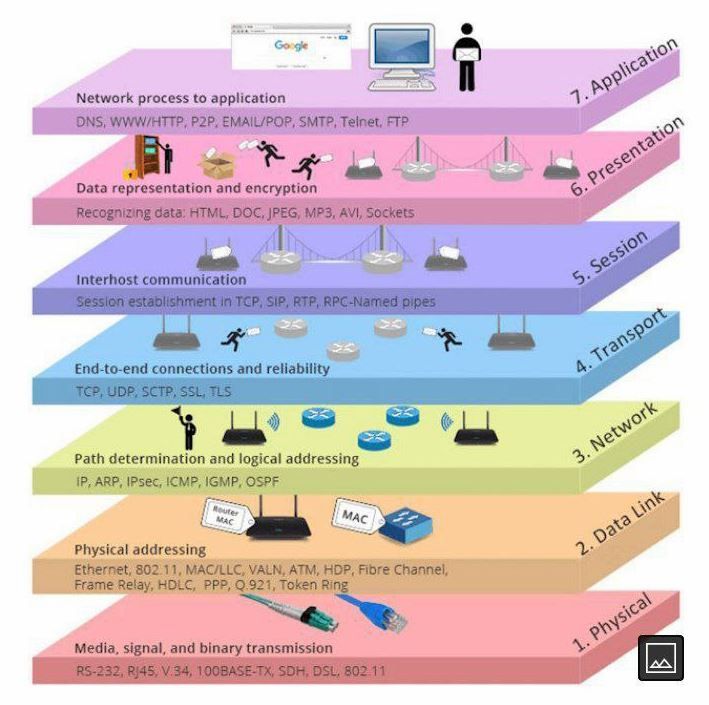 Google
7. Application
Network process to application
DNS, WWW/HTTP, P2P, EMAIL/POP, SMTP, Telnet, FTP
6. Presentation
Data representation and encryption
Recognizing data: HTML, DOC, JPEG, MP3, AVI, Sockets
5. Session
Interhost communication
Session establishment in TCP, SIP, RTP, RPC-Named pipes
4. Transport
End-to-end connections and reliability
TCP, UDP, SCTP, SSL, TLS
3. Network
Path determination and logical addressing
IP, ARP, IPsec, ICMP, IGMP, OSPF
2. Data Link
Router
MAC
MAC
Physical addressing
Ethernet, 802.11, MAC/LLC, VALN, ATM, HDP, Fibre Channel,
Frame Relay, HDLC, PPP, Q 921, Token Ring
1. Physical
Media, signal, and binary transmission
RS-232, RJ45, V.34, 100BASE-TX, SDH, DSL, 802.11